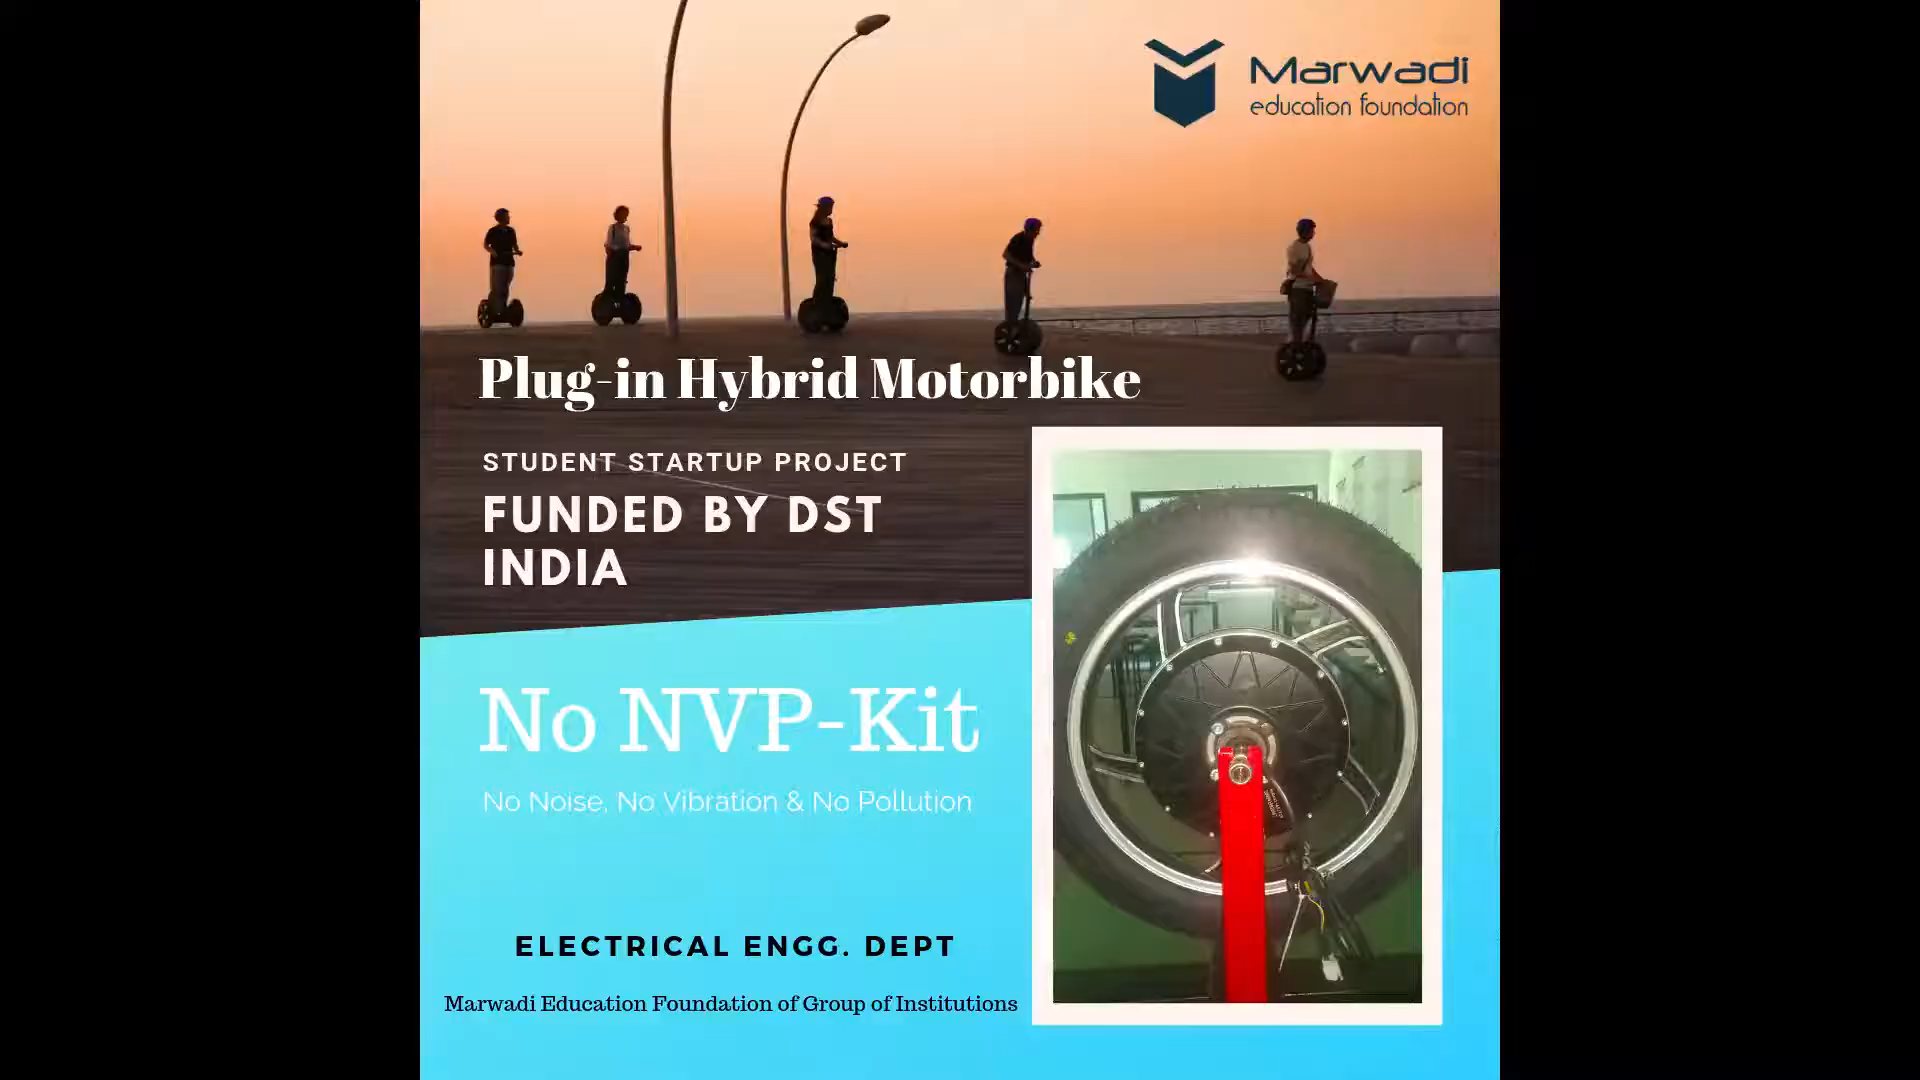 Marwadi
education foundation
Plug-in Hybrid Motorbike
STUDENT STARTUP PROJECT
FUNDED BY DST
INDIA
No NVP-Kit
No Noise, No Vibration & No Pollution
ELECTRICAL ENGG. DEPT
Marwadi Education Foundation of Group of Institutions